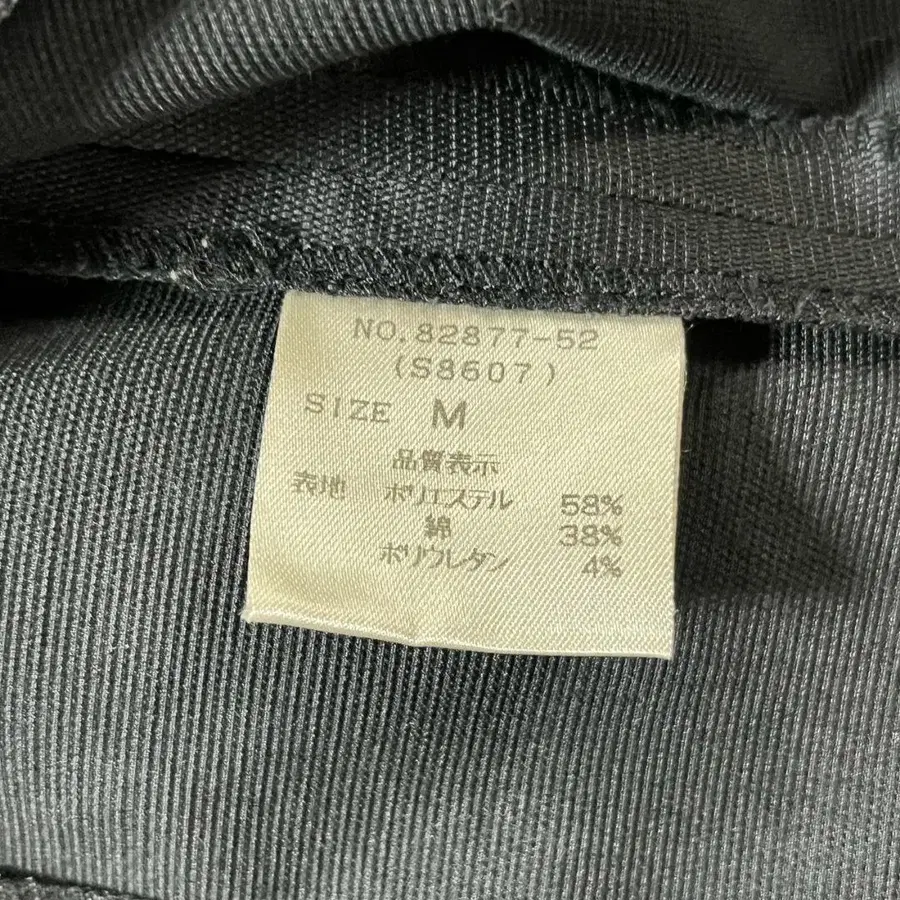 NO.82877-52
(S8607)
SIZE M
品質表示
表地 ポリエステル 58%
綿 38%
ポリウレタン 4%